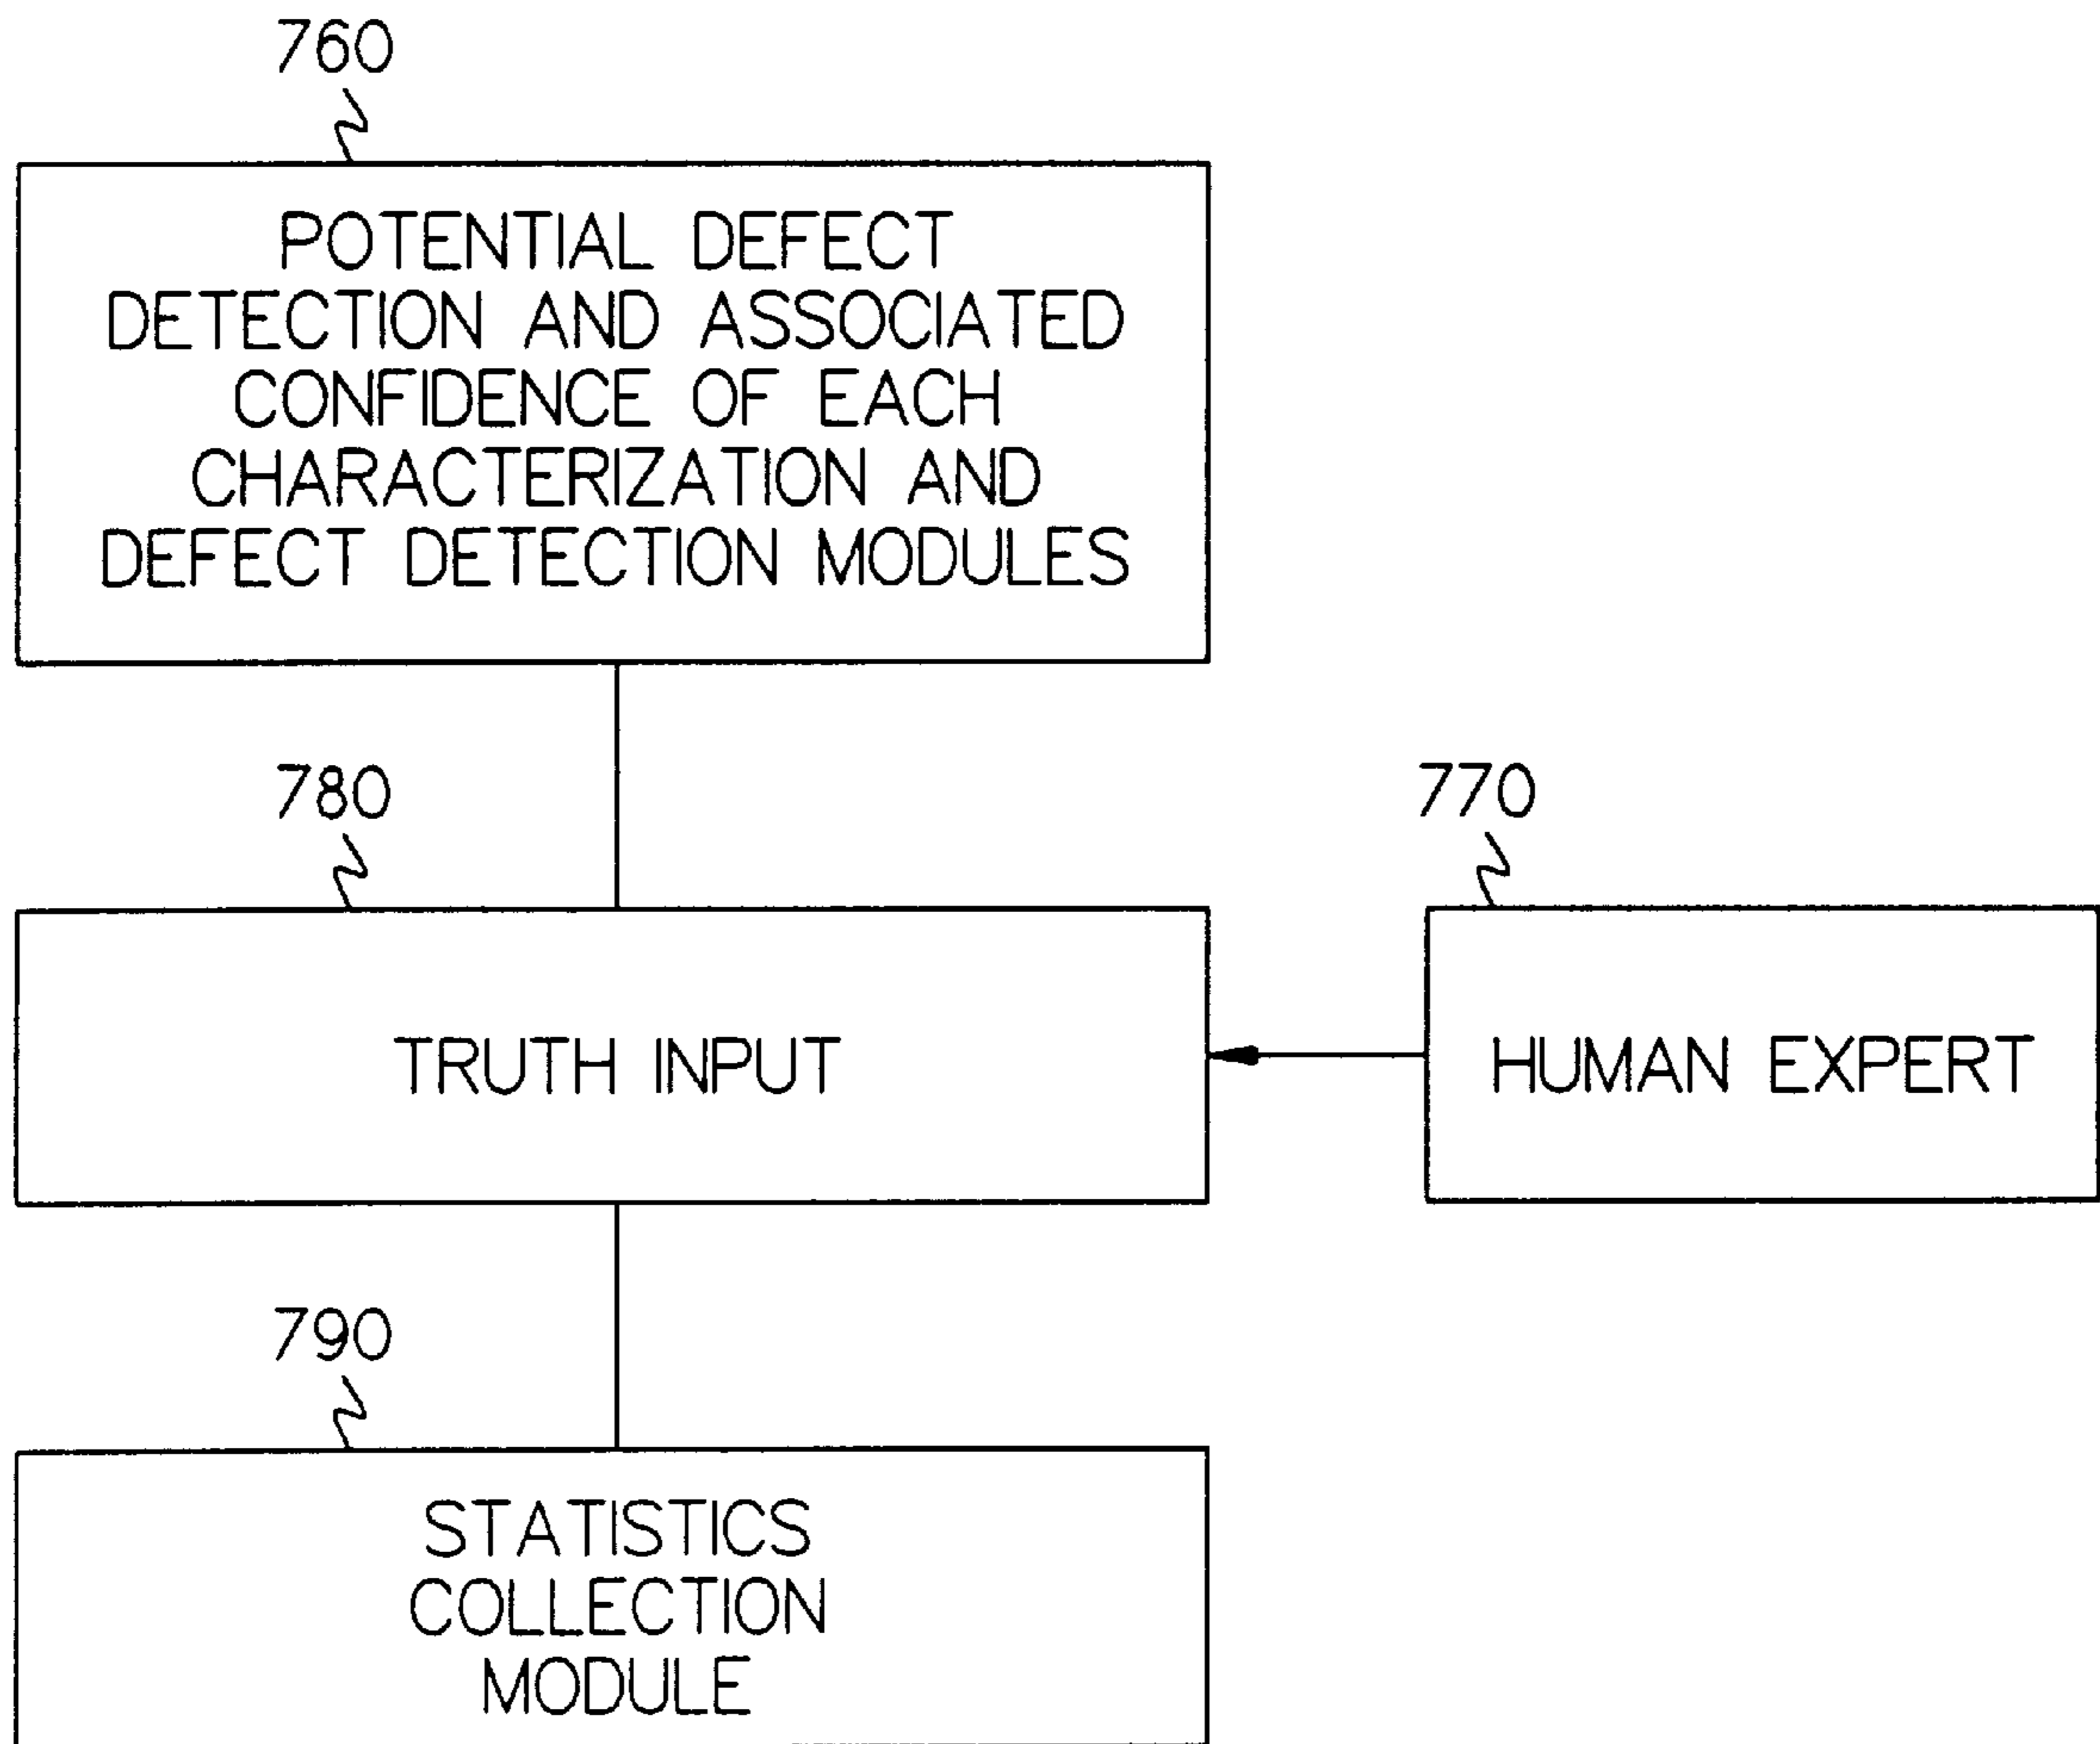 760
POTENTIAL DEFECT
DETECTION AND ASSOCIATED
CONFIDENCE OF EACH
CHARACTERIZATION AND
DEFECT DETECTION MODULES
780
770
TRUTH INPUT
HUMAN EXPERT
790
STATISTICS
COLLECTION
MODULE